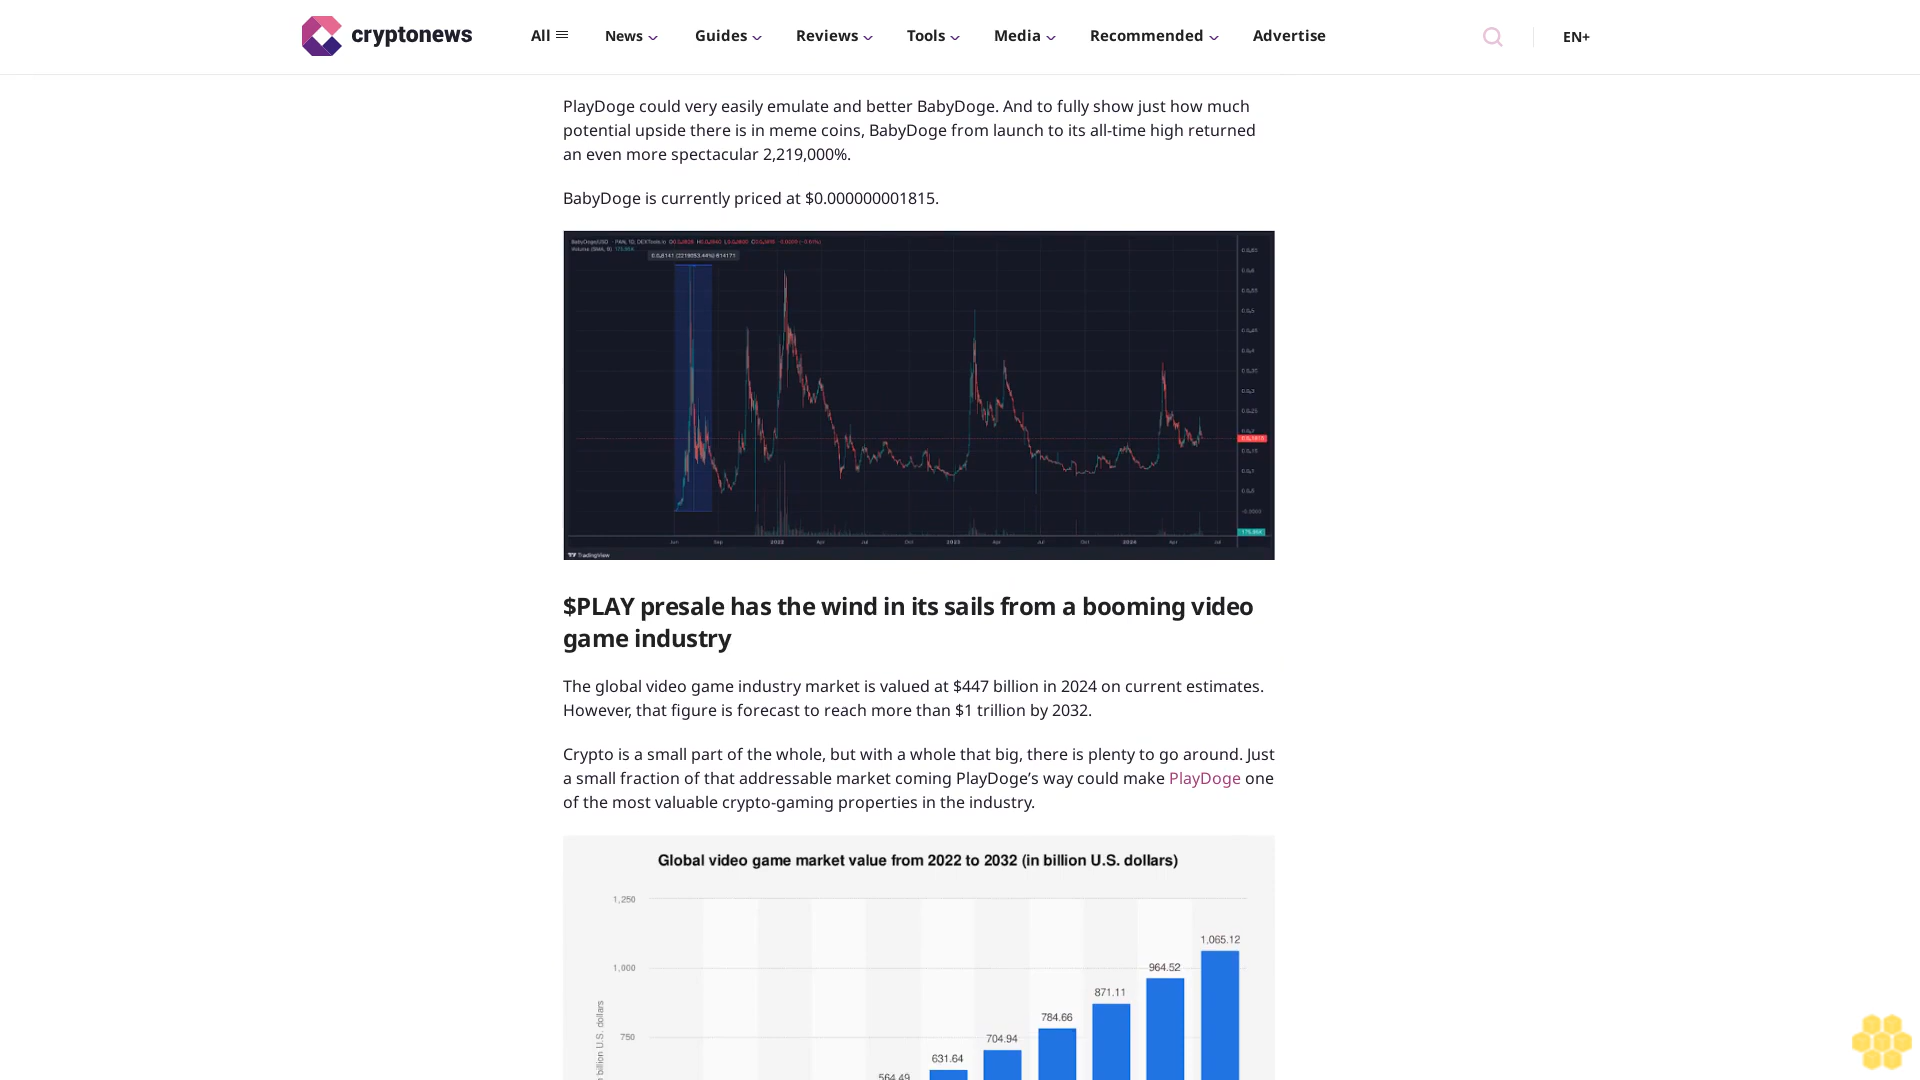 cryptonews
All
News
Guides
Reviews
Tools
Media
Recommended
Advertise
EN+
PlayDoge could very easily emulate and better BabyDoge. And to fully show just how much
potential upside there is in meme coins, BabyDoge from launch to its all-time high returned
an even more spectacular 2,219,000%.
BabyDoge is currently priced at $0.000000001815.
2022
2023
2024
TradingView
$PLAY presale has the wind in its sails from a booming video
game industry
The global video game industry market is valued at $447 billion in 2024 on current estimates.
However, that figure is forecast to reach more than $1 trillion by 2032.
Crypto is a small part of the whole, but with a whole that big, there is plenty to go around. Just
a small fraction of that addressable market coming PlayDoge’s way could make PlayDoge one
of the most valuable crypto-gaming properties in the industry.
Global video game market value from 2022 to 2032 (in billion U.S. dollars)
1,250
1,065.12
1,000
964.52
871.11
784.66
750
704.94
631.64
564.49
billion U.S. dollars